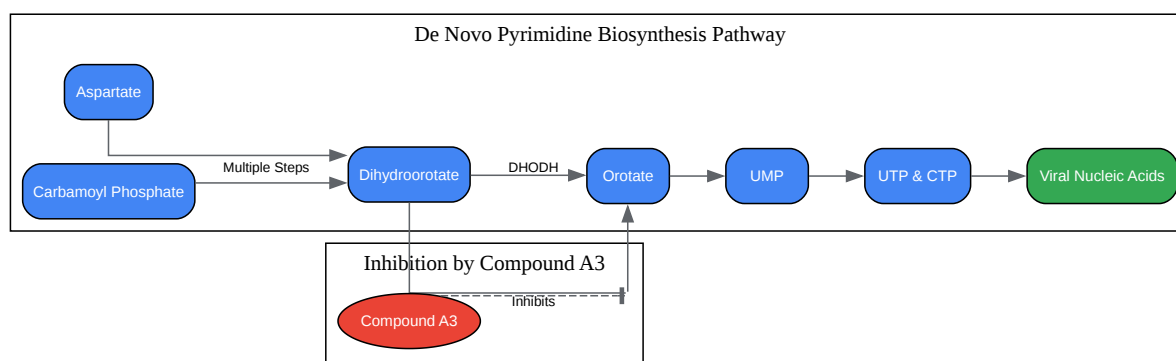 De Novo Pyrimidine Biosynthesis Pathway
Aspartate
Multiple Steps
Carbamoyl Phosphate
Dihydroorotate
DHODH
Orotate
UMP
UTP & CTP
Viral Nucleic Acids
Inhibition by Compound A3
Inhibits
Compound A3